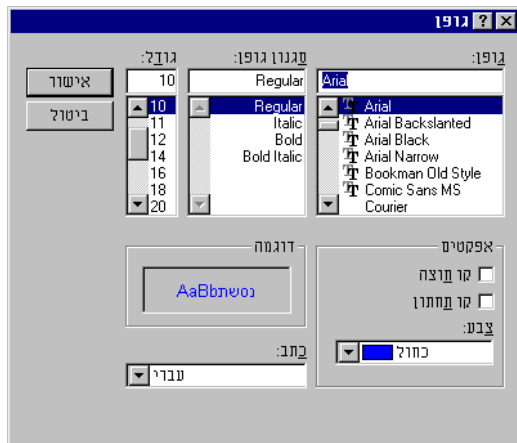 גופן
גופן:
Arial
Arial
Arial Backslanted
Arial Black
Arial Narrow
Bookman Old Style
Comic Sans MS
Courier
סגנון גופן:
Regular
Regular
Italic
Bold
Bold Italic
גודל:
10
10
11
12
14
16
18
20
אישור
ביטול
אפקטים
קו חוצה
קו תחתון
צבע:
כחול
דוגמה
AaBbנוסשת
כתב:
עברי